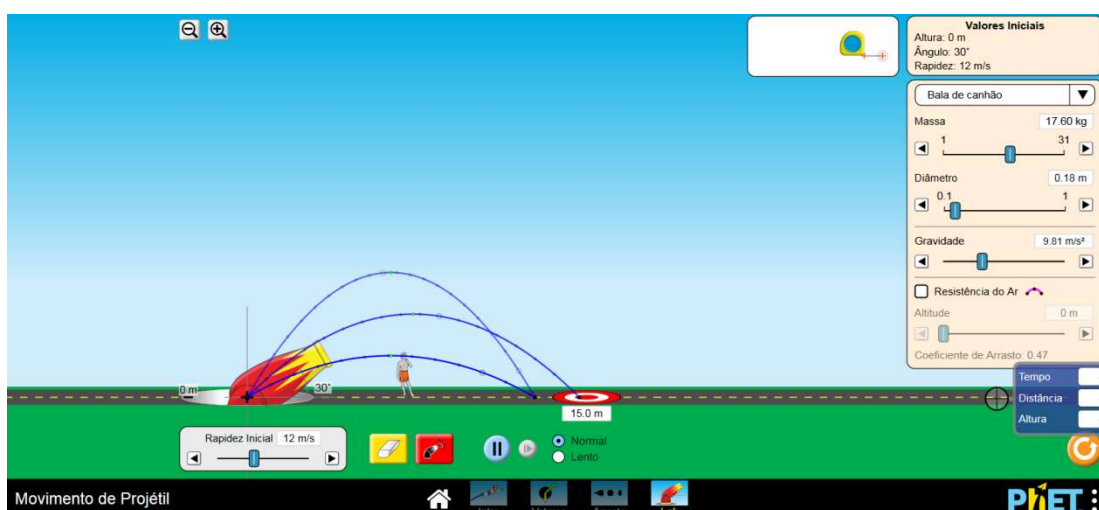 Valores Iniciais
Altura: 0 m
Ângulo: 30°
Rapidez: 12 m/s
Bala de canhão
Massa 17.60 kg
1 31
Diâmetro 0.18 m
0.1 1
Gravidade 9.81 m/s²
Resistência do Ar
Altitude 0 m
Coeficiente de Arrasto: 0.47
Tempo
Distância
Altura
0 m
30°
15.0 m
Rapidez Inicial 12 m/s
Normal
Lento
Movimento de Projétil
PhET